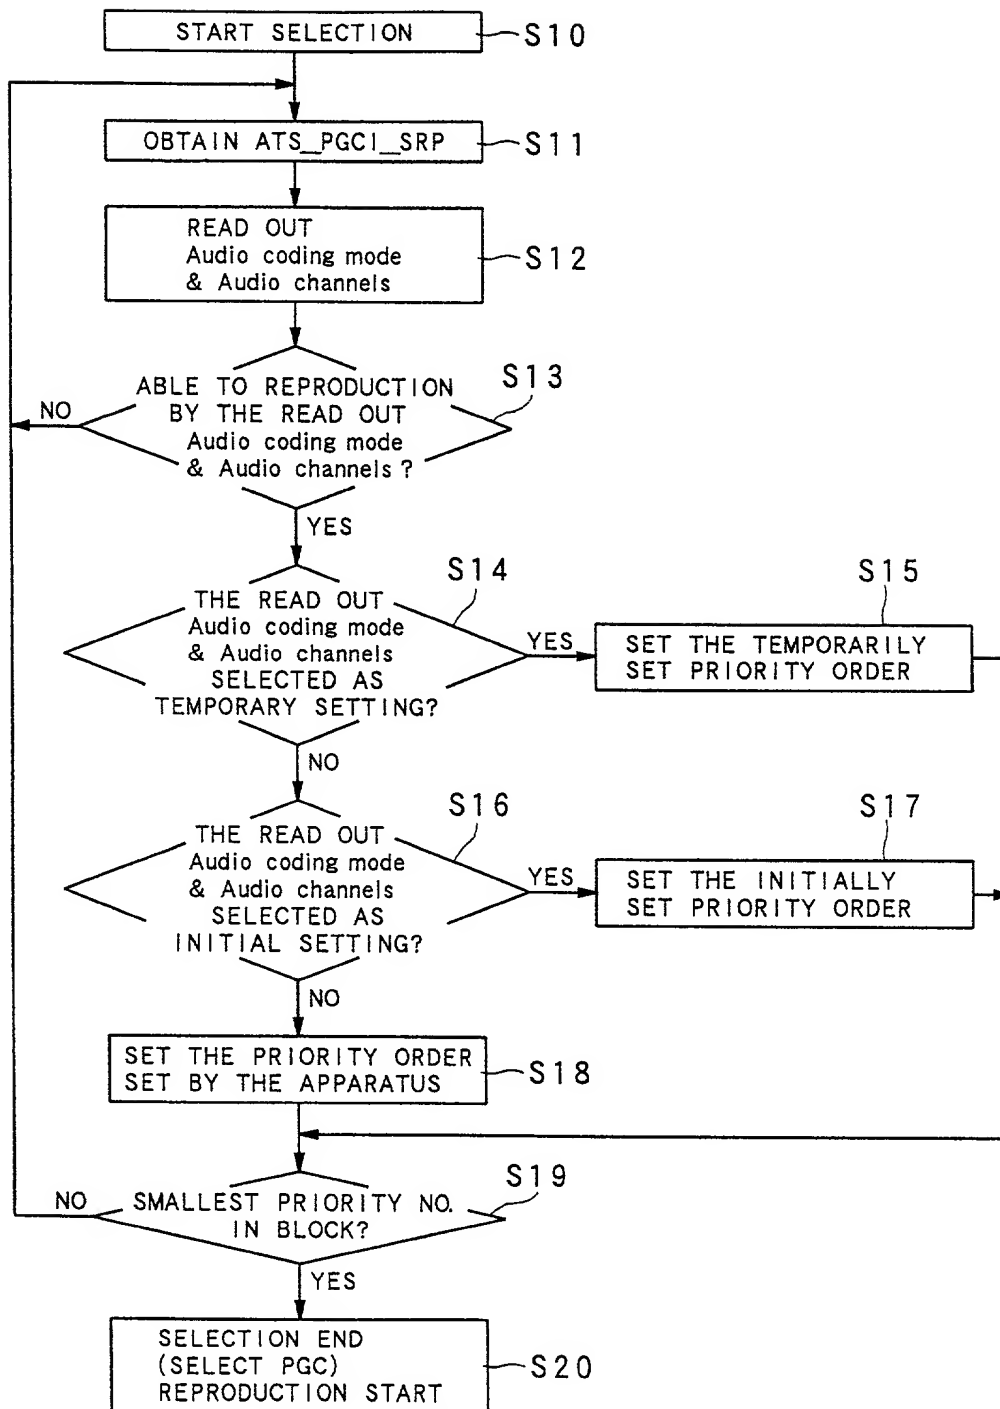 START SELECTION
S10
OBTAIN ATS_PGCI_SRP
S11
READ OUT
Audio coding mode
& Audio channels
S12
ABLE TO REPRODUCTION
BY THE READ OUT
Audio coding mode
& Audio channels ?
S13
NO
YES
THE READ OUT
Audio coding mode
& Audio channels
SELECTED AS
TEMPORARY SETTING?
S14
YES
SET THE TEMPORARILY
SET PRIORITY ORDER
S15
NO
THE READ OUT
Audio coding mode
& Audio channels
SELECTED AS
INITIAL SETTING?
S16
YES
SET THE INITIALLY
SET PRIORITY ORDER
S17
NO
SET THE PRIORITY ORDER
SET BY THE APPARATUS
S18
SMALLEST PRIORITY NO.
IN BLOCK?
S19
NO
YES
SELECTION END
(SELECT PGC)
REPRODUCTION START
S20